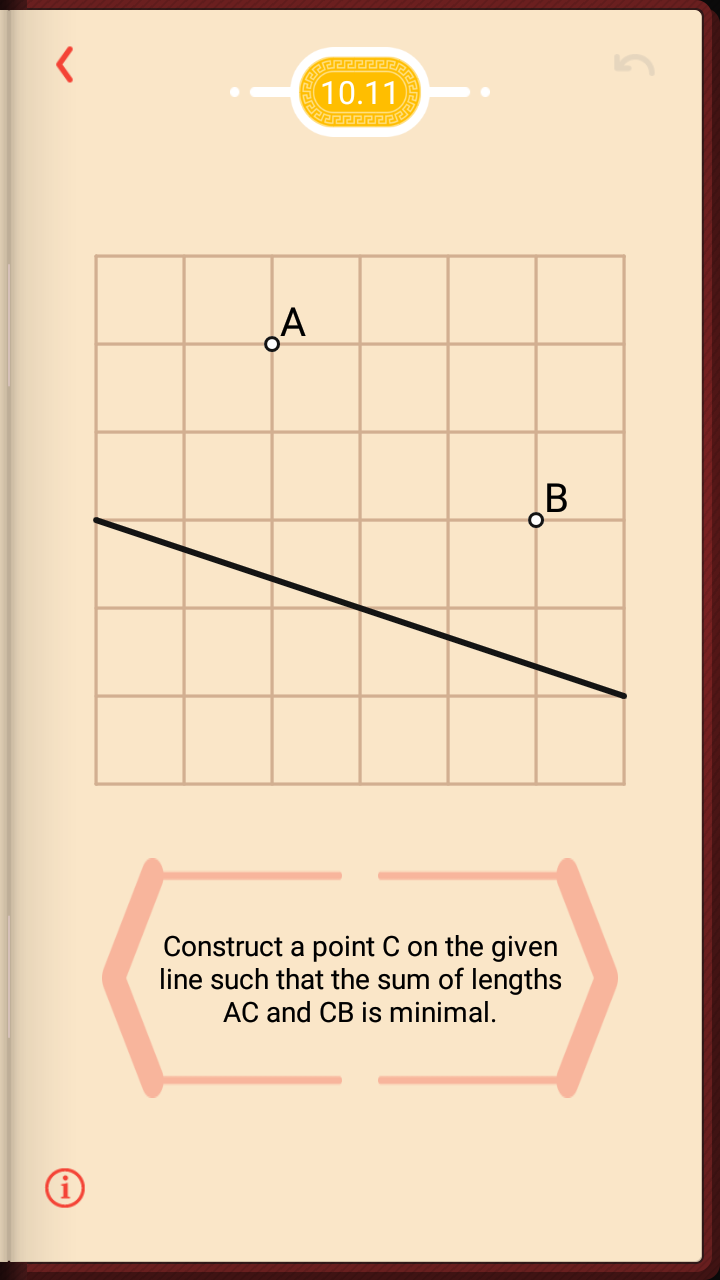 10.11
A
B
Construct a point C on the given
line such that the sum of lengths
AC and CB is minimal.
i